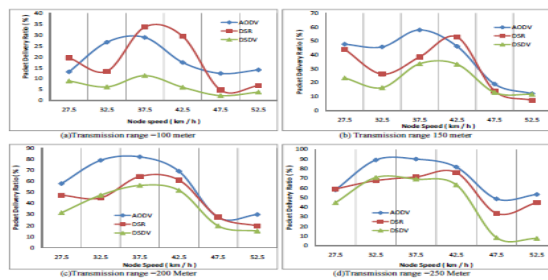 Packet Delivery Ratio (%)
40
35
30
25
20
15
10
5
0
27.5 32.5 37.5 42.5 47.5 52.5
Node speed ( km / h )
AODV
DSR
DSDV
(a)Transmission range =100 meter
Packet Delivery Ratio (%)
70
60
50
40
30
20
10
0
27.5 32.5 37.5 42.5 47.5 52.5
Node Speed ( km / h )
AODV
DSR
DSDV
(b) Transmission range 150 meter
Packet Delivery Ratio (%)
90
80
70
60
50
40
30
20
10
0
27.5 32.5 37.5 42.5 47.5 52.5
Node Speed ( km / h )
AODV
DSR
DSDV
(c)Transmission range =200 Meter
Packet Delivery Ratio (%)
100
90
80
70
60
50
40
30
20
10
0
27.5 32.5 37.5 42.5 47.5 52.5
Node Speed ( km / h )
AODV
DSR
DSDV
(d)Transmission range =250 Meter